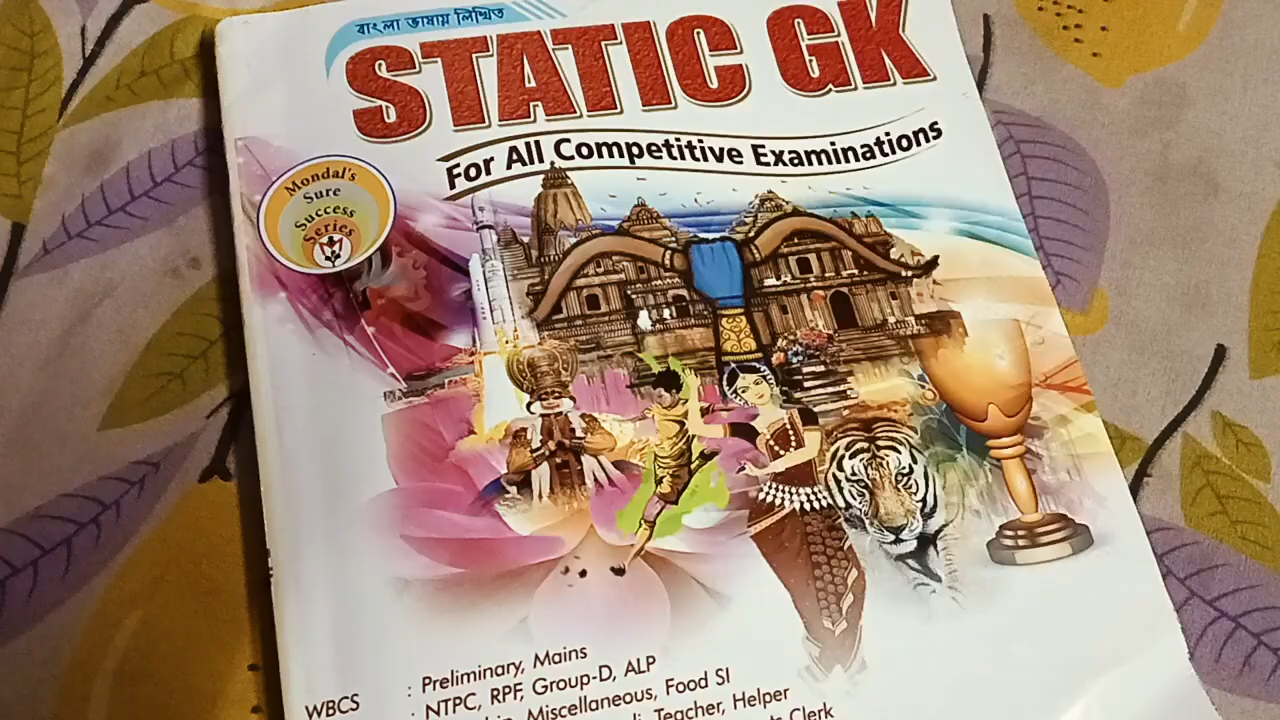 বাংলা ভাষায় লিখিত
STATIC GK
For All Competitive Examinations
Mondal's
Sure
Success
Series
WBCS : Preliminary, Mains
: NTPC, RPF, Group-D, ALP
Miscellaneous, Food SI
Teacher, Helper
Clerk